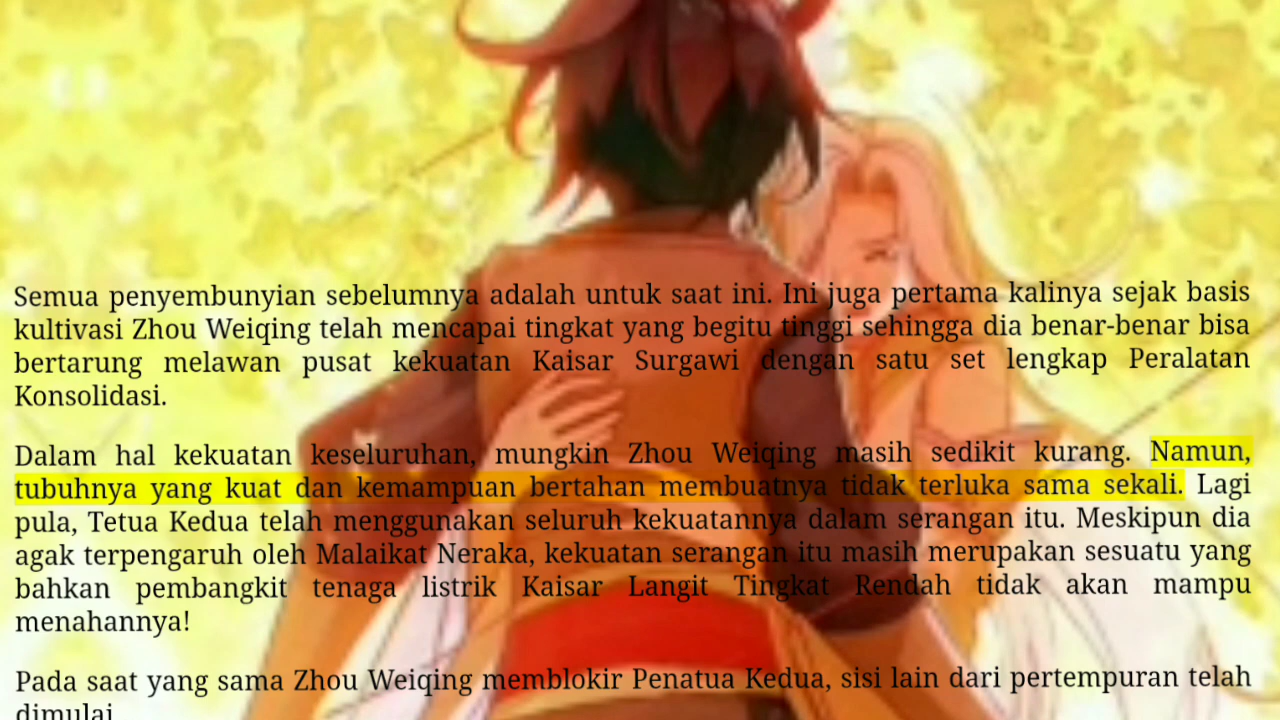 Semua penyembunyian sebelumnya adalah untuk saat ini. Ini juga pertama kalinya sejak basis
kultivasi Zhou Weiqing telah mencapai tingkat yang begitu tinggi sehingga dia benar-benar bisa
bertarung melawan pusat kekuatan Kaisar Surgawi dengan satu set lengkap Peralatan
Konsolidasi.
Dalam hal kekuatan keseluruhan, mungkin Zhou Weiqing masih sedikit kurang. Namun,
tubuhnya yang kuat dan kemampuan bertahan membuatnya tidak terluka sama sekali. Lagi
pula, Tetua Kedua telah menggunakan seluruh kekuatannya dalam serangan itu. Meskipun dia
agak terpengaruh oleh Malaikat Neraka, kekuatan serangan itu masih merupakan sesuatu yang
bahkan pembangkit tenaga listrik Kaisar Langit Tingkat Rendah tidak akan mampu
menahannya!
Pada saat yang sama Zhou Weiqing memblokir Penatua Kedua, sisi lain dari pertempuran telah
dimulai